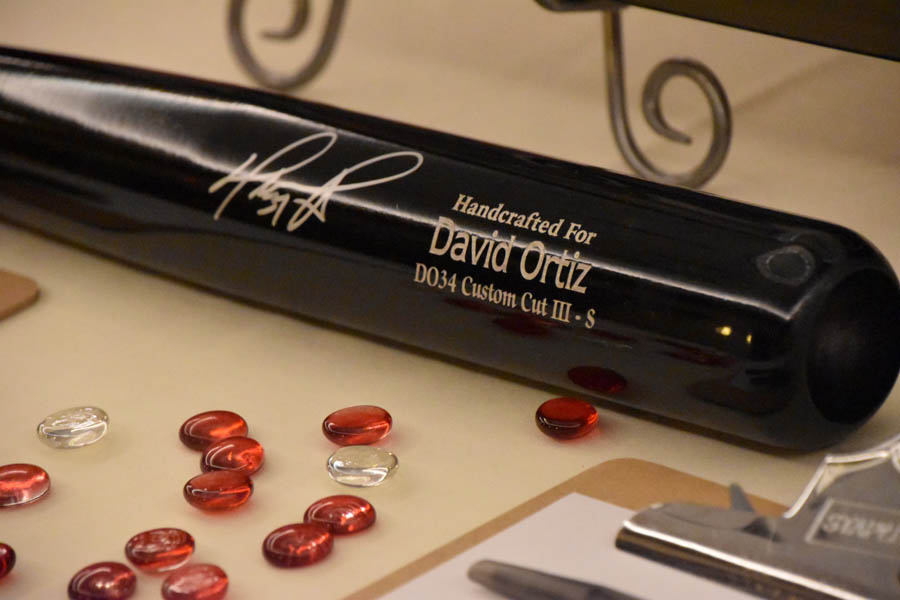 Handcrafted For
David Ortiz
DO34 Custom Cut III - S